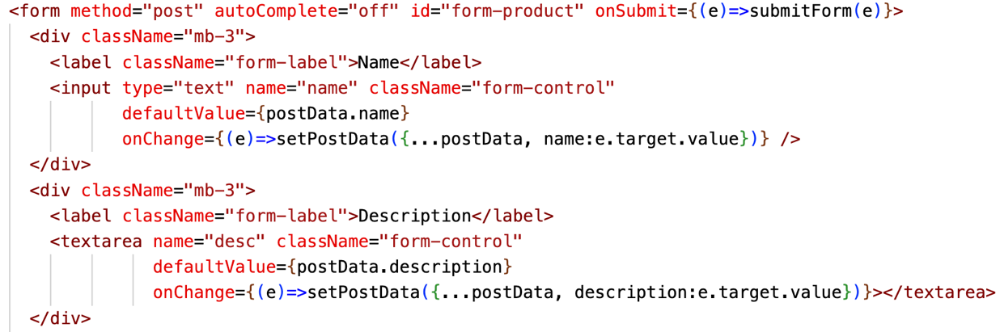 <form method="post" autoComplete="off" id="form-product" onSubmit={(e)=>submitForm(e)}>
<div className="mb-3">
<label className="form-label">Name</label>
<input type="text" name="name" className="form-control"
defaultValue={postData.name}
onChange={(e)=>setPostData({...postData, name:e.target.value})} />
</div>
<div className="mb-3">
<label className="form-label">Description</label>
<textarea name="desc" className="form-control"
defaultValue={postData.description}
onChange={(e)=>setPostData({...postData, description:e.target.value})}></textarea>
</div>